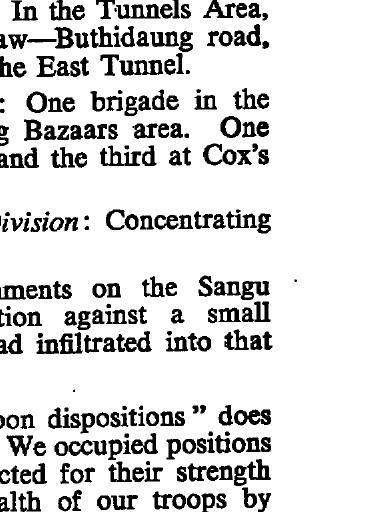 In the Tunnels Area,
aw—Buthidaung road,
he East Tunnel.
: One brigade in the
g Bazaars area. One
and the third at Cox's
ivision: Concentrating
ments on the Sangu
tion against a small
ad infiltrated into that
oon dispositions" does
We occupied positions
cted for their strength
alth of our troops by